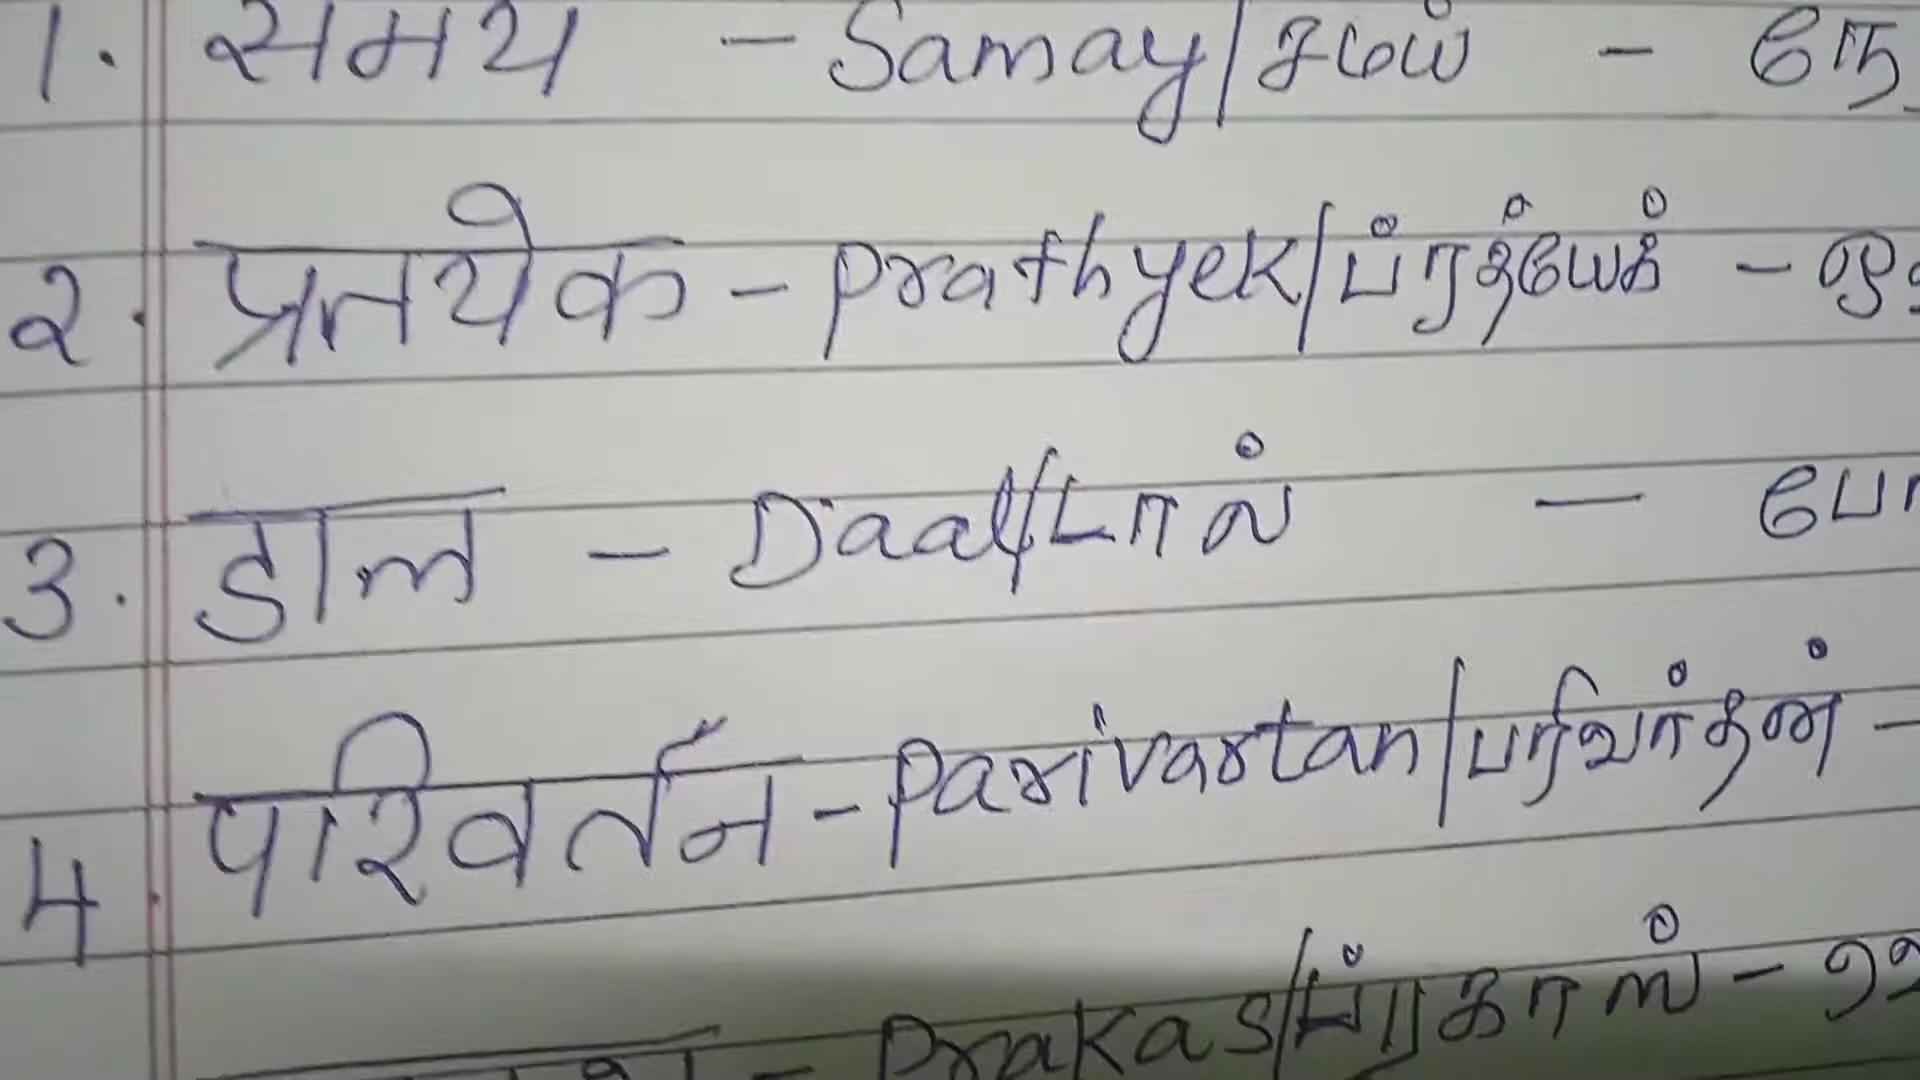 1. समय - Samay/சமய் -
2. प्रतयेक - prathyek/ப்ரத்யேக் -
3. डाल - Daal/டால் -
4. परिवर्तन - parivartan/பரிவர்தன் -
- prakas/ப்ரகாஸ் -